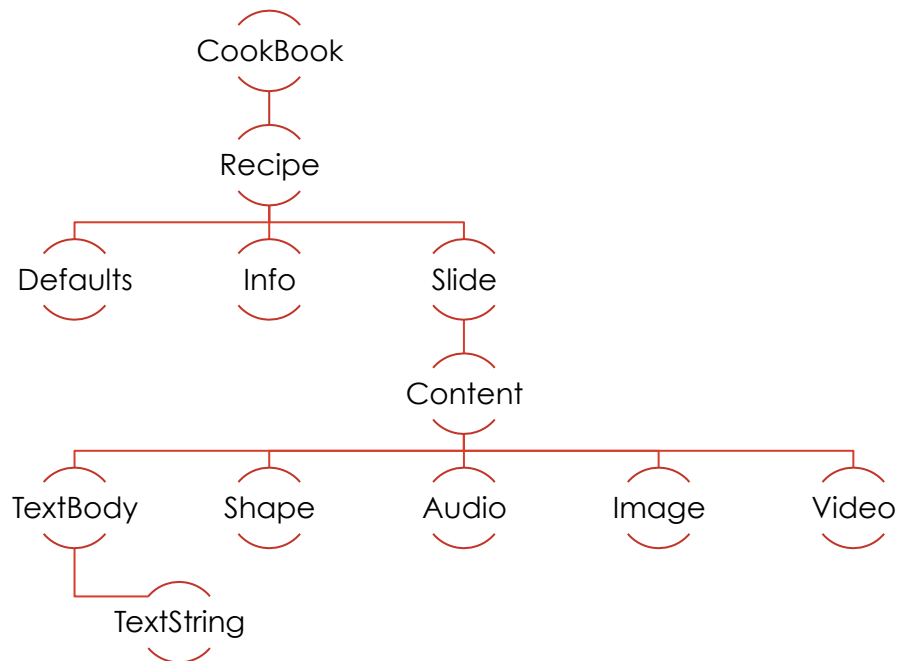 CookBook
Recipe
Defaults
Info
Slide
Content
TextBody
Shape
Audio
Image
Video
TextString